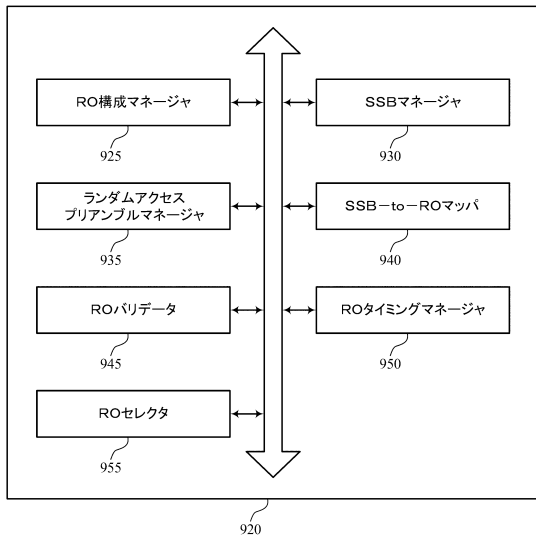 RO構成マネージャ
925
SSBマネージャ
930
ランダムアクセス
プリアンブルマネージャ
935
SSB－to－ROマッパ
940
ROバリデータ
945
ROタイミングマネージャ
950
ROセレクタ
955
920